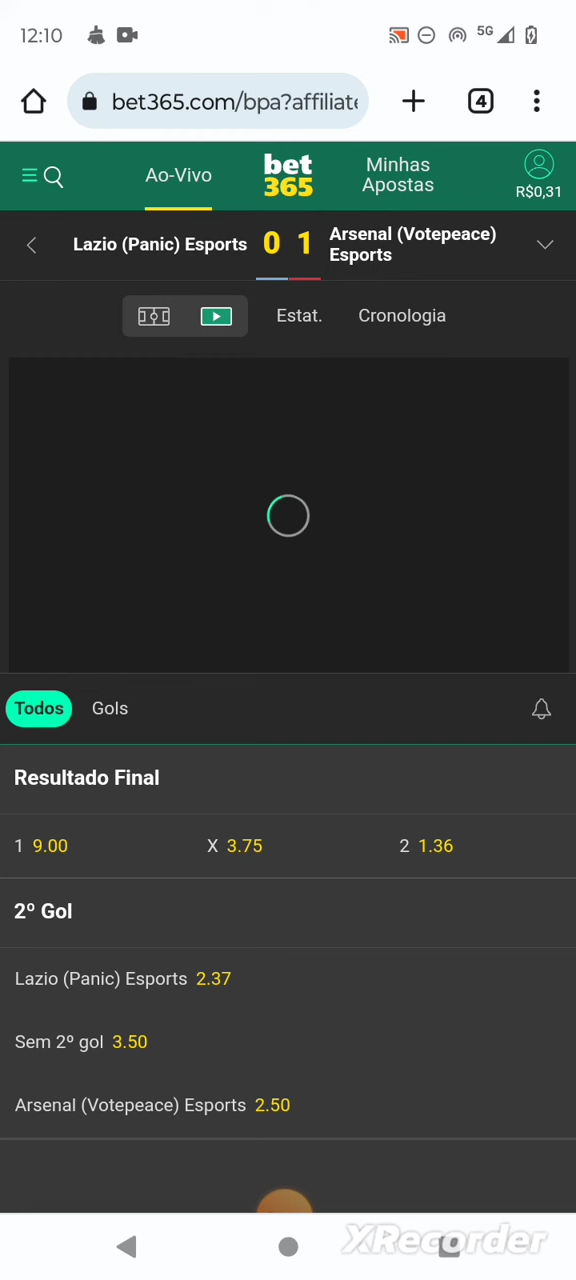 12:10
5G
bet365.com/bpa?affiliate
4
Ao-Vivo
bet
365
Minhas
Apostas
R$0,31
Lazio (Panic) Esports 0 1 Arsenal (Votepeace)
Esports
Estat. Cronologia
Todos Gols
Resultado Final
1 9.00 X 3.75 2 1.36
2º Gol
Lazio (Panic) Esports 2.37
Sem 2º gol 3.50
Arsenal (Votepeace) Esports 2.50
XRecorder